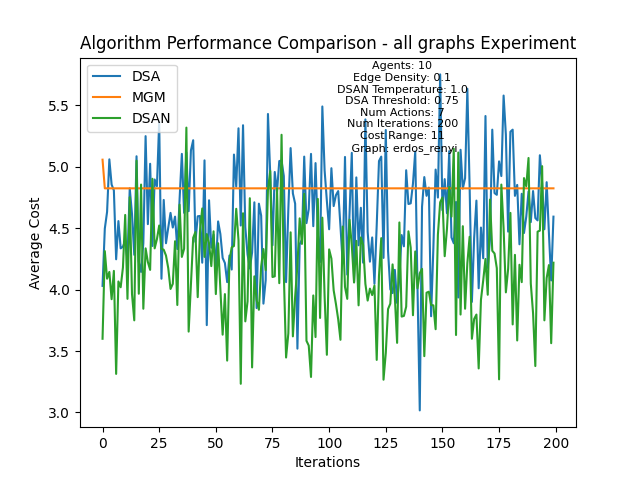 Algorithm Performance Comparison - all graphs Experiment
DSA
MGM
DSAN
Agents: 10
Edge Density: 0.1
DSAN Temperature: 1.0
DSA Threshold: 0.75
Num Actions: 7
Num Iterations: 200
Cost Range: 11
Graph: erdos_renyi
Average Cost
5.5
5.0
4.5
4.0
3.5
3.0
0 25 50 75 100 125 150 175 200
Iterations